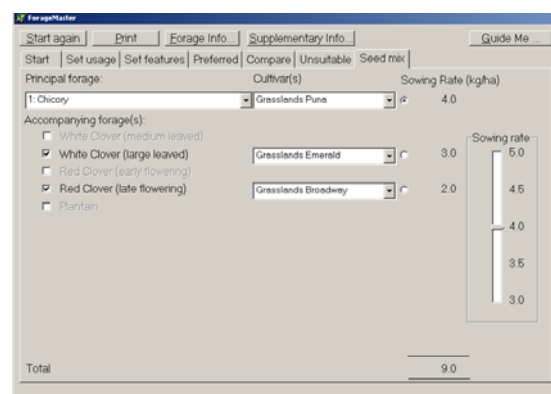 ForageMaster
Start again Print Forage Info... Supplementary Info... Guide Me ...
Start Set usage Set features Preferred Compare Unsuitable Seed mix
Principal forage: Cultivar(s) Sowing Rate (kg/ha)
1: Chicory Grasslands Puna 4.0
Accompanying forage(s):
White Clover (medium leaved)
Sowing rate
White Clover (large leaved) Grasslands Emerald 3.0 5.0
Red Clover (early flowering)
Red Clover (late flowering) Grasslands Broadway 2.0 4.5
Plantain
4.0
3.5
3.0
Total 9.0